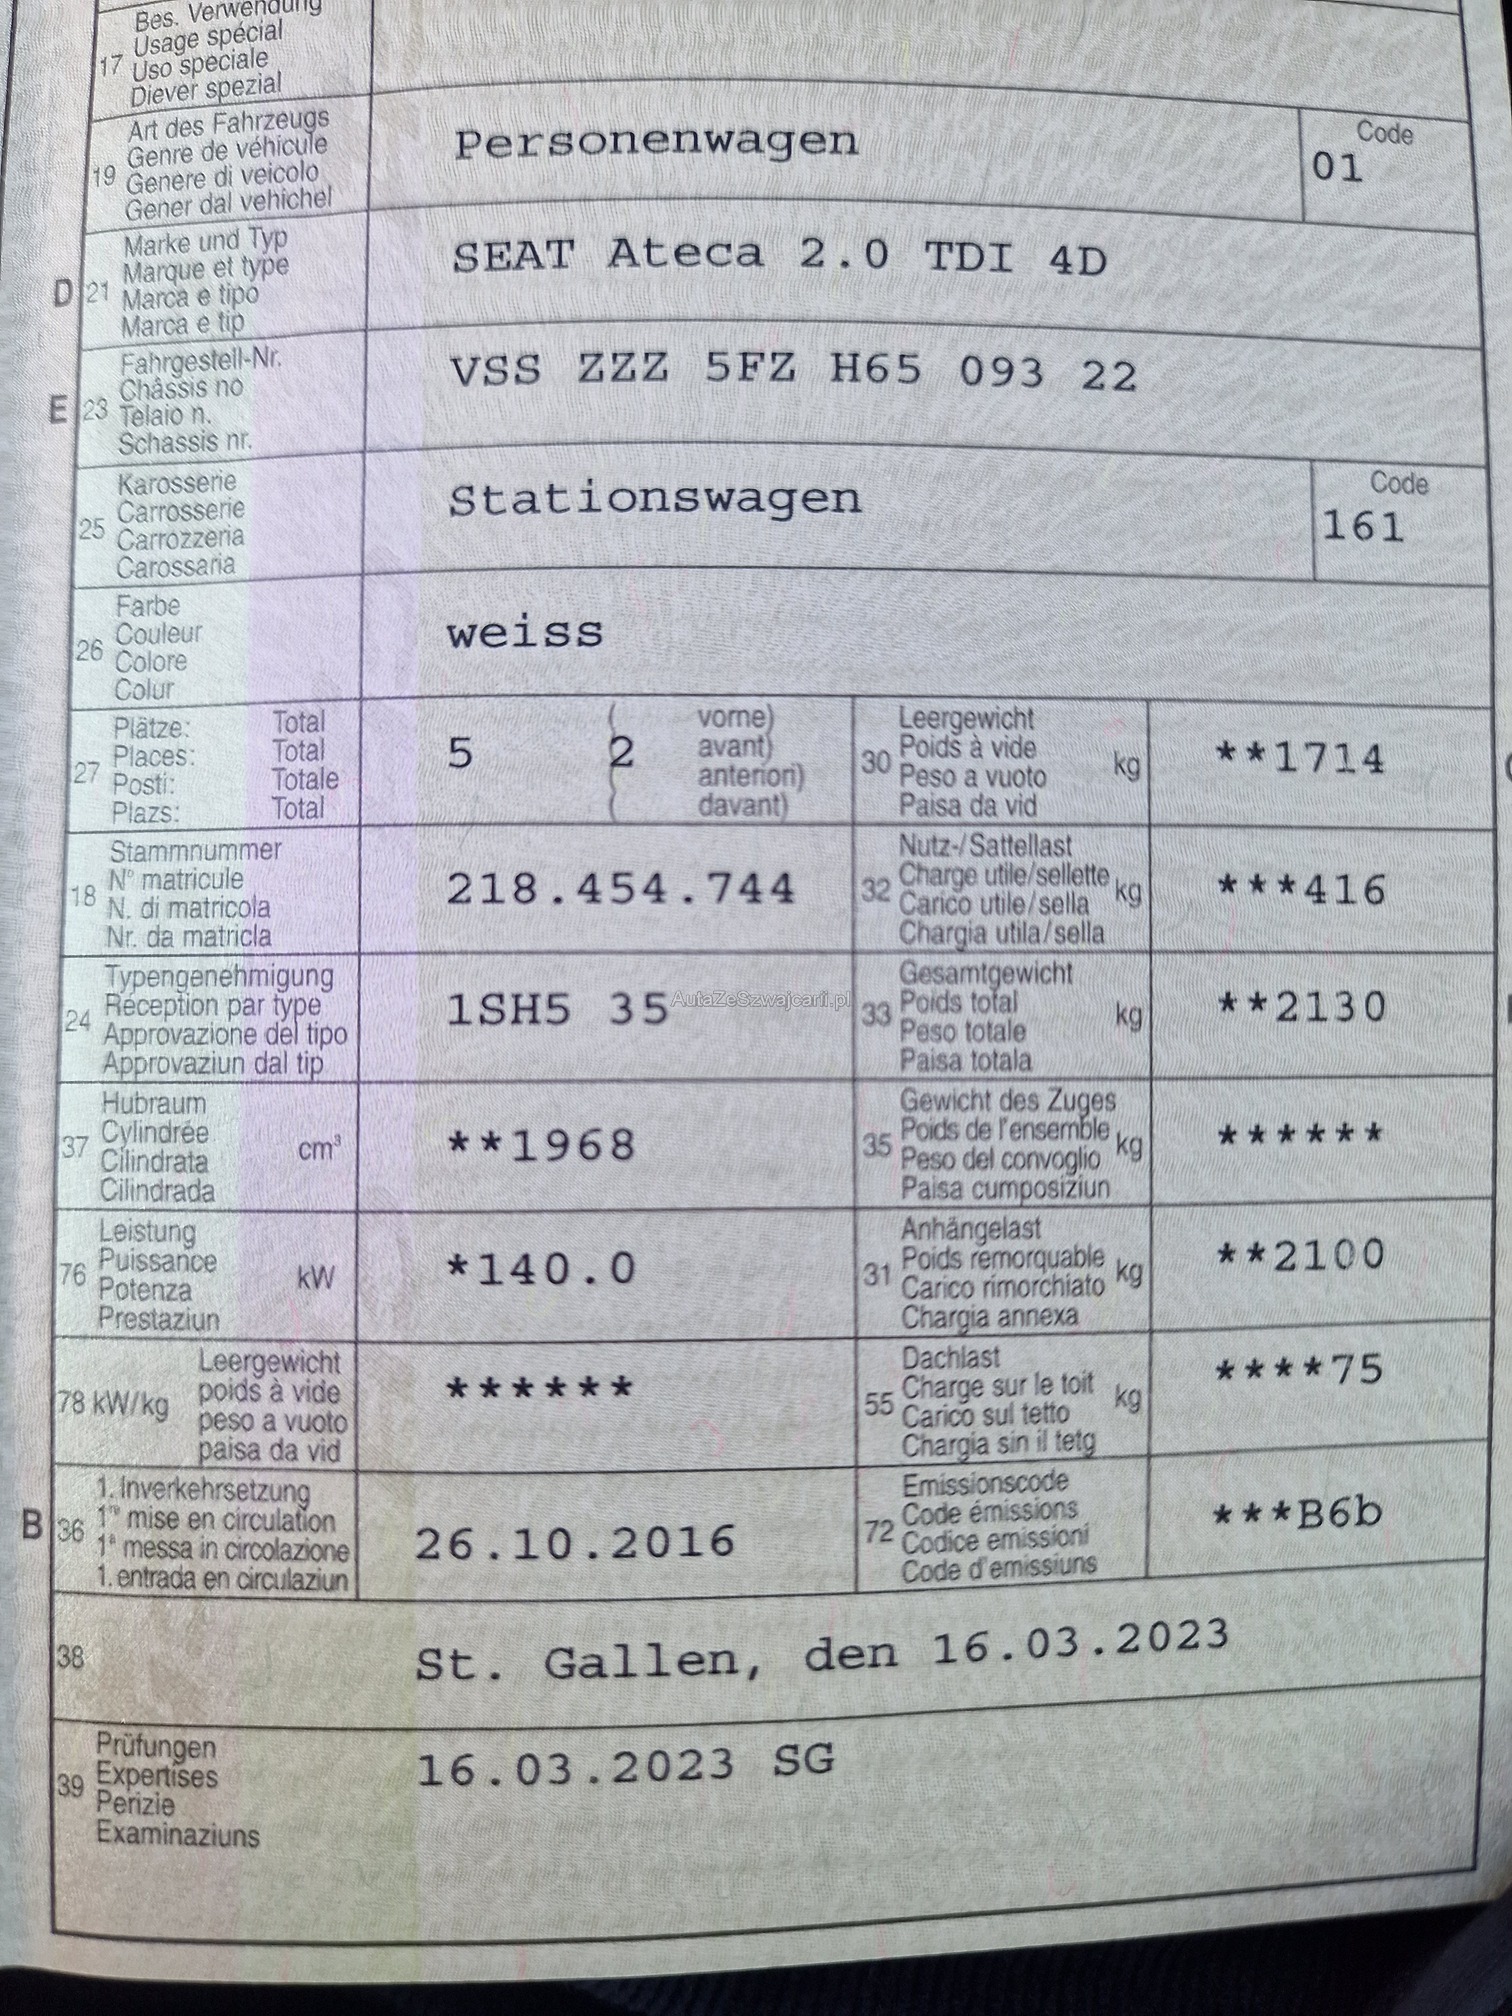 Bes. Verwendung
17 Usage spécial
Uso speciale
Diever spezial
Art des Fahrzeugs
19 Genre de véhicule
Genere di veicolo
Gener dal vehichel
Personenwagen
Code
01
D 21 Marke und Typ
Marque et type
Marca e tipo
Marca e tip
SEAT Ateca 2.0 TDI 4D
E 23 Fahrgestell-Nr.
Châssis no
Telaio n.
Schassis nr.
VSS ZZZ 5FZ H65 093 22
25 Karosserie
Carrosserie
Carrozzeria
Carossaria
Stationswagen
Code
161
26 Farbe
Couleur
Colore
Colur
weiss
27 Plätze: Total
Places: Total
Posti: Totale
Plazs: Total
5 ( 2 vorne)
avant)
anteriori)
( davant)
30 Leergewicht
Poids à vide kg
Peso a vuoto
Paisa da vid
**1714
18 Stammnummer
N° matricule
N. di matricola
Nr. da matricla
218.454.744
32 Nutz-/Sattellast
Charge utile/sellette kg
Carico utile/sella
Chargia utila/sella
***416
24 Typengenehmigung
Réception par type
Approvazione del tipo
Approvaziun dal tip
1SH5 35
AutaZeSzwajcarii.pl
33 Gesamtgewicht
Poids total kg
Peso totale
Paisa totala
**2130
37 Hubraum
Cylindrée cm³
Cilindrata
Cilindrada
**1968
35 Gewicht des Zuges
Poids de l'ensemble kg
Peso del convoglio
Paisa cumposiziun
******
76 Leistung
Puissance kW
Potenza
Prestaziun
*140.0
31 Anhängelast
Poids remorquable kg
Carico rimorchiato
Chargia annexa
**2100
78 kW/kg Leergewicht
poids à vide
peso a vuoto
paisa da vid
******
55 Dachlast
Charge sur le toit kg
Carico sul tetto
Chargia sin il tetg
****75
B 36 1. Inverkehrsetzung
1re mise en circulation
1a messa in circolazione
1. entrada en circulaziun
26.10.2016
72 Emissionscode
Code émissions
Codice emissioni
Code d'emissiuns
***B6b
38 St. Gallen, den 16.03.2023
39 Prüfungen
Expertises
Perizie
Examinaziuns
16.03.2023 SG